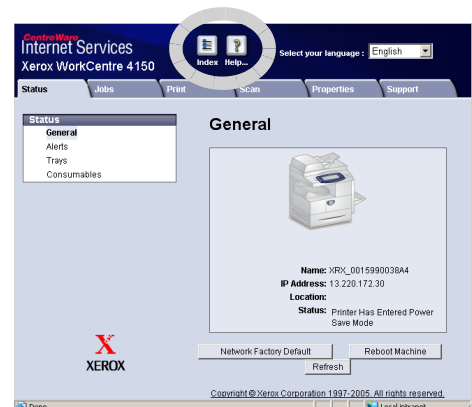 CentreWare
Internet Services
Xerox WorkCentre 4150
Index Help...
Select your language : English
Status Jobs Print Scan Properties Support
Status
General
Alerts
Trays
Consumables
General
Name: XRX_0015990038A4
IP Address: 13.220.172.30
Location:
Status: Printer Has Entered Power
Save Mode
Network Factory Default Reboot Machine
Refresh
X
XEROX
Copyright © Xerox Corporation 1997-2005. All rights reserved.
Done Local intranet